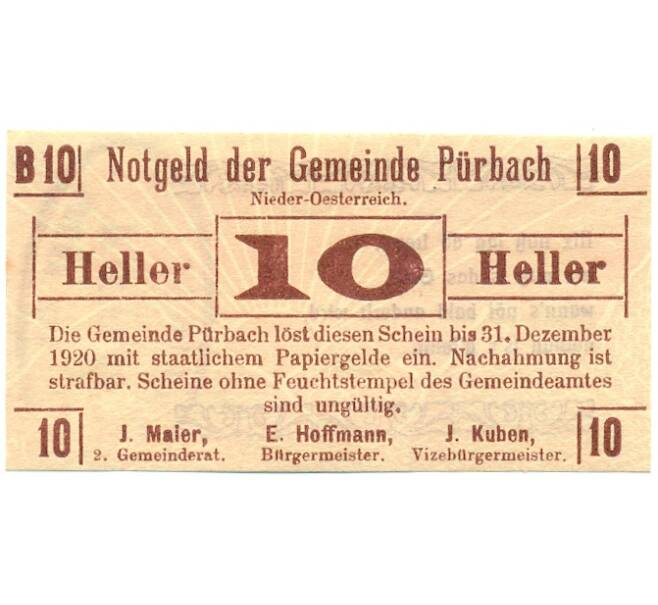 B 10 Notgeld der Gemeinde Pürbach 10
Nieder-Oesterreich.
Heller 10 Heller
Die Gemeinde Pürbach löst diesen Schein bis 31. Dezember
1920 mit staatlichem Papiergelde ein. Nachahmung ist
strafbar. Scheine ohne Feuchtstempel des Gemeindeamtes
sind ungültig.
10 J. Maier, E. Hoffmann, J. Kuben, 10
2. Gemeinderat. Bürgermeister. Vizebürgermeister.